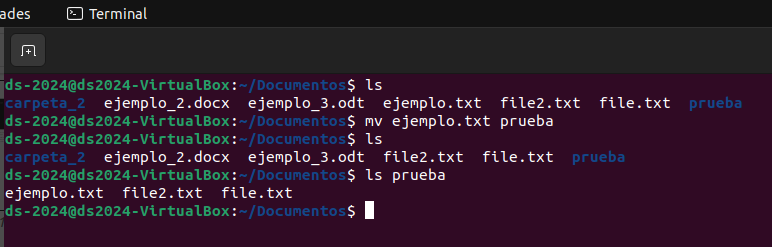 ades Terminal
ds-2024@ds2024-VirtualBox:~/Documentos$ ls
carpeta_2 ejemplo_2.docx ejemplo_3.odt ejemplo.txt file2.txt file.txt prueba
ds-2024@ds2024-VirtualBox:~/Documentos$ mv ejemplo.txt prueba
ds-2024@ds2024-VirtualBox:~/Documentos$ ls
carpeta_2 ejemplo_2.docx ejemplo_3.odt file2.txt file.txt prueba
ds-2024@ds2024-VirtualBox:~/Documentos$ ls prueba
ejemplo.txt file2.txt file.txt
ds-2024@ds2024-VirtualBox:~/Documentos$